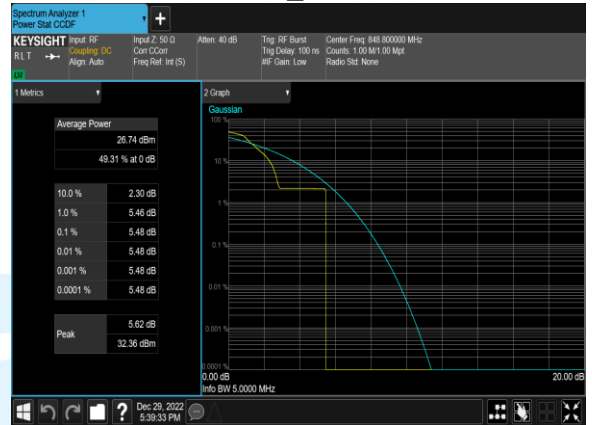 Spectrum Analyzer 1
Power Stat CCDF
KEYSIGHT
RLT
LXI
Input: RF
Coupling: DC
Align: Auto
Input Z: 50 Ω
Corr CCorr
Freq Ref: Int (S)
Atten: 40 dB
Trig: RF Burst
Trig Delay: 100 ns
#IF Gain: Low
Center Freq: 848.800000 MHz
Counts: 1.00 M/1.00 Mpt
Radio Std: None
1 Metrics
Average Power
26.74 dBm
49.31 % at 0 dB
10.0 % 2.30 dB
1.0 % 5.46 dB
0.1 % 5.48 dB
0.01 % 5.48 dB
0.001 % 5.48 dB
0.0001 % 5.48 dB
Peak
5.62 dB
32.36 dBm
2 Graph
Gaussian
100 %
10 %
1 %
0.1 %
0.01 %
0.001 %
0.0001 %
0.00 dB
20.00 dB
Info BW 5.0000 MHz
?
Dec 29, 2022
5:39:33 PM